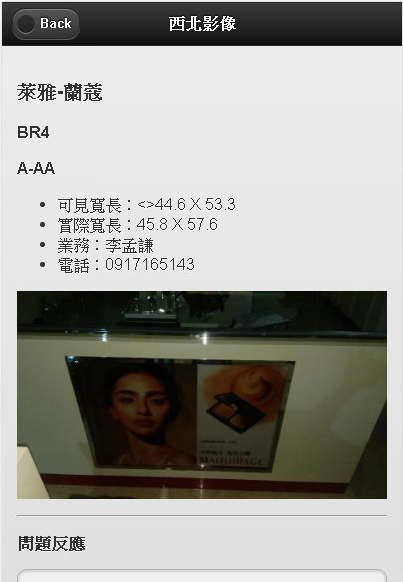 Back
西北影像
萊雅-蘭蔻
BR4
A-AA
可見寬長：<>44.6 X 53.3
實際寬長：45.8 X 57.6
業務：李孟謙
電話：0917165143
MAQUILLAGE
問題反應